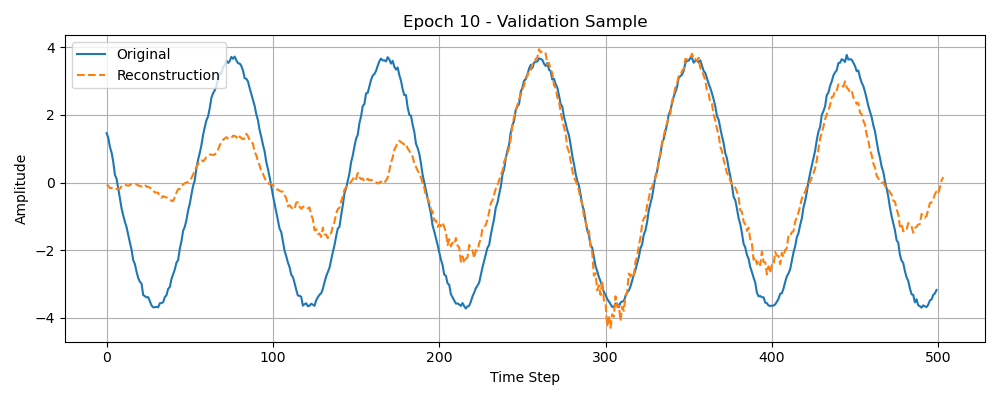 Epoch 10 - Validation Sample
Original
Reconstruction
Amplitude
4
2
0
−2
−4
0 100 200 300 400 500
Time Step